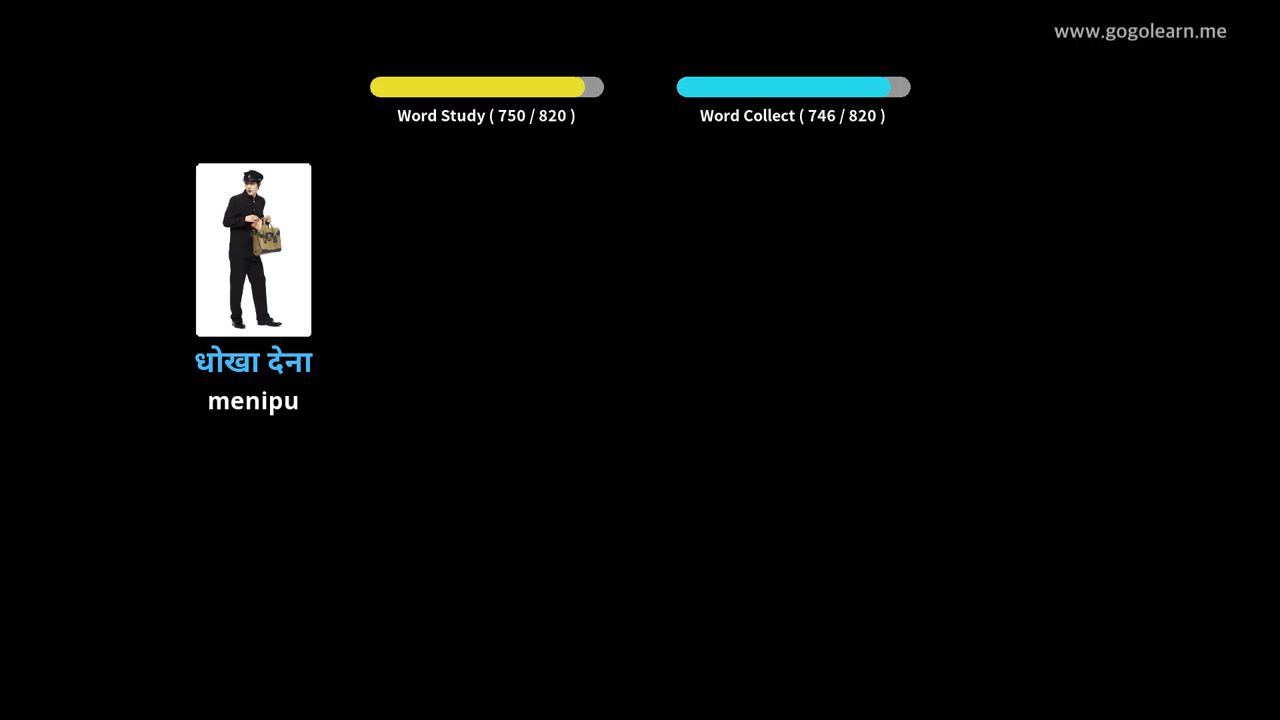 www.gogolearn.me
Word Study ( 750 / 820 )
Word Collect ( 746 / 820 )
धोखा देना
menipu